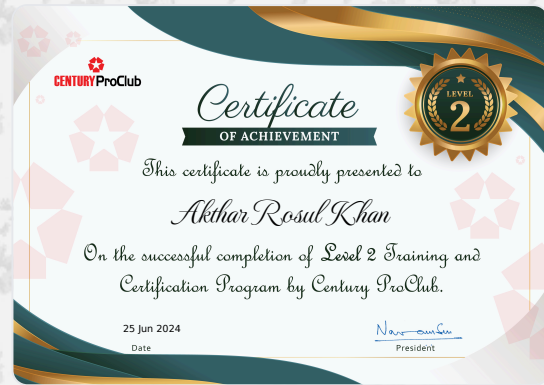 CENTURY ProClub
LEVEL
2
Certificate
OF ACHIEVEMENT
This certificate is proudly presented to
Akthar Rosul Khan
On the successful completion of Level 2 Training and
Certification Program by Century ProClub.
25 Jun 2024
Date
President